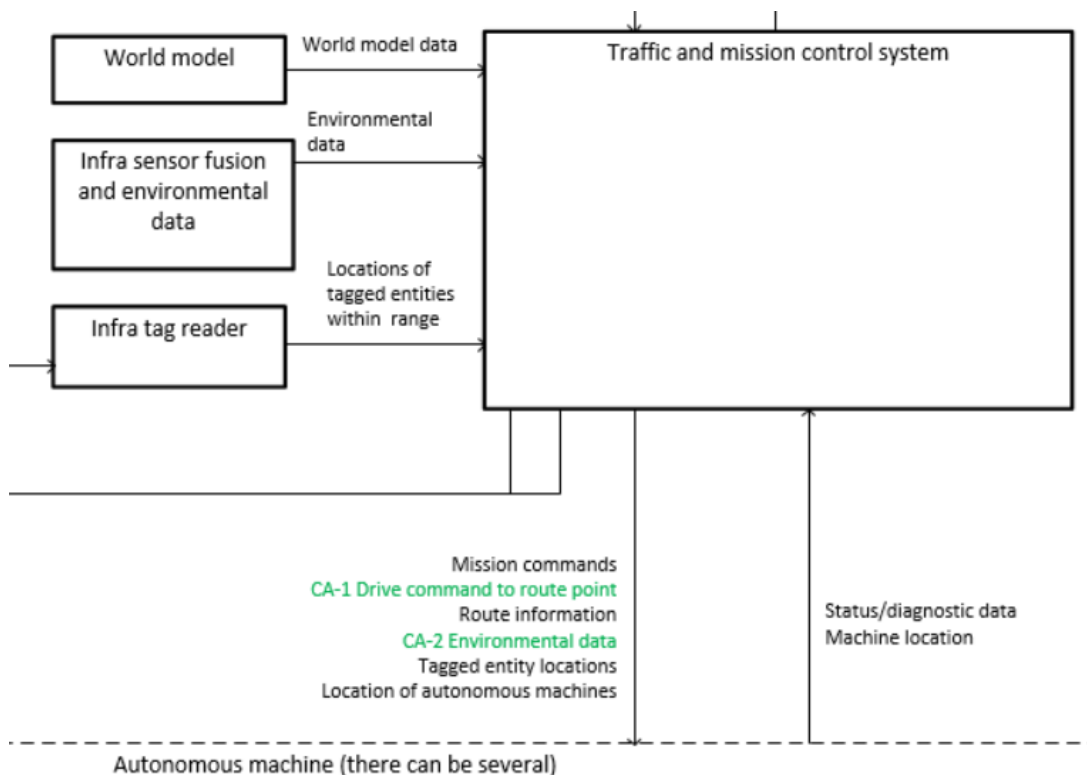 World model
World model data
Traffic and mission control system
Environmental
data
Infra sensor fusion
and environmental
data
Locations of
tagged entities
within range
Infra tag reader
Mission commands
CA-1 Drive command to route point
Route information
CA-2 Environmental data
Tagged entity locations
Location of autonomous machines
Status/diagnostic data
Machine location
Autonomous machine (there can be several)